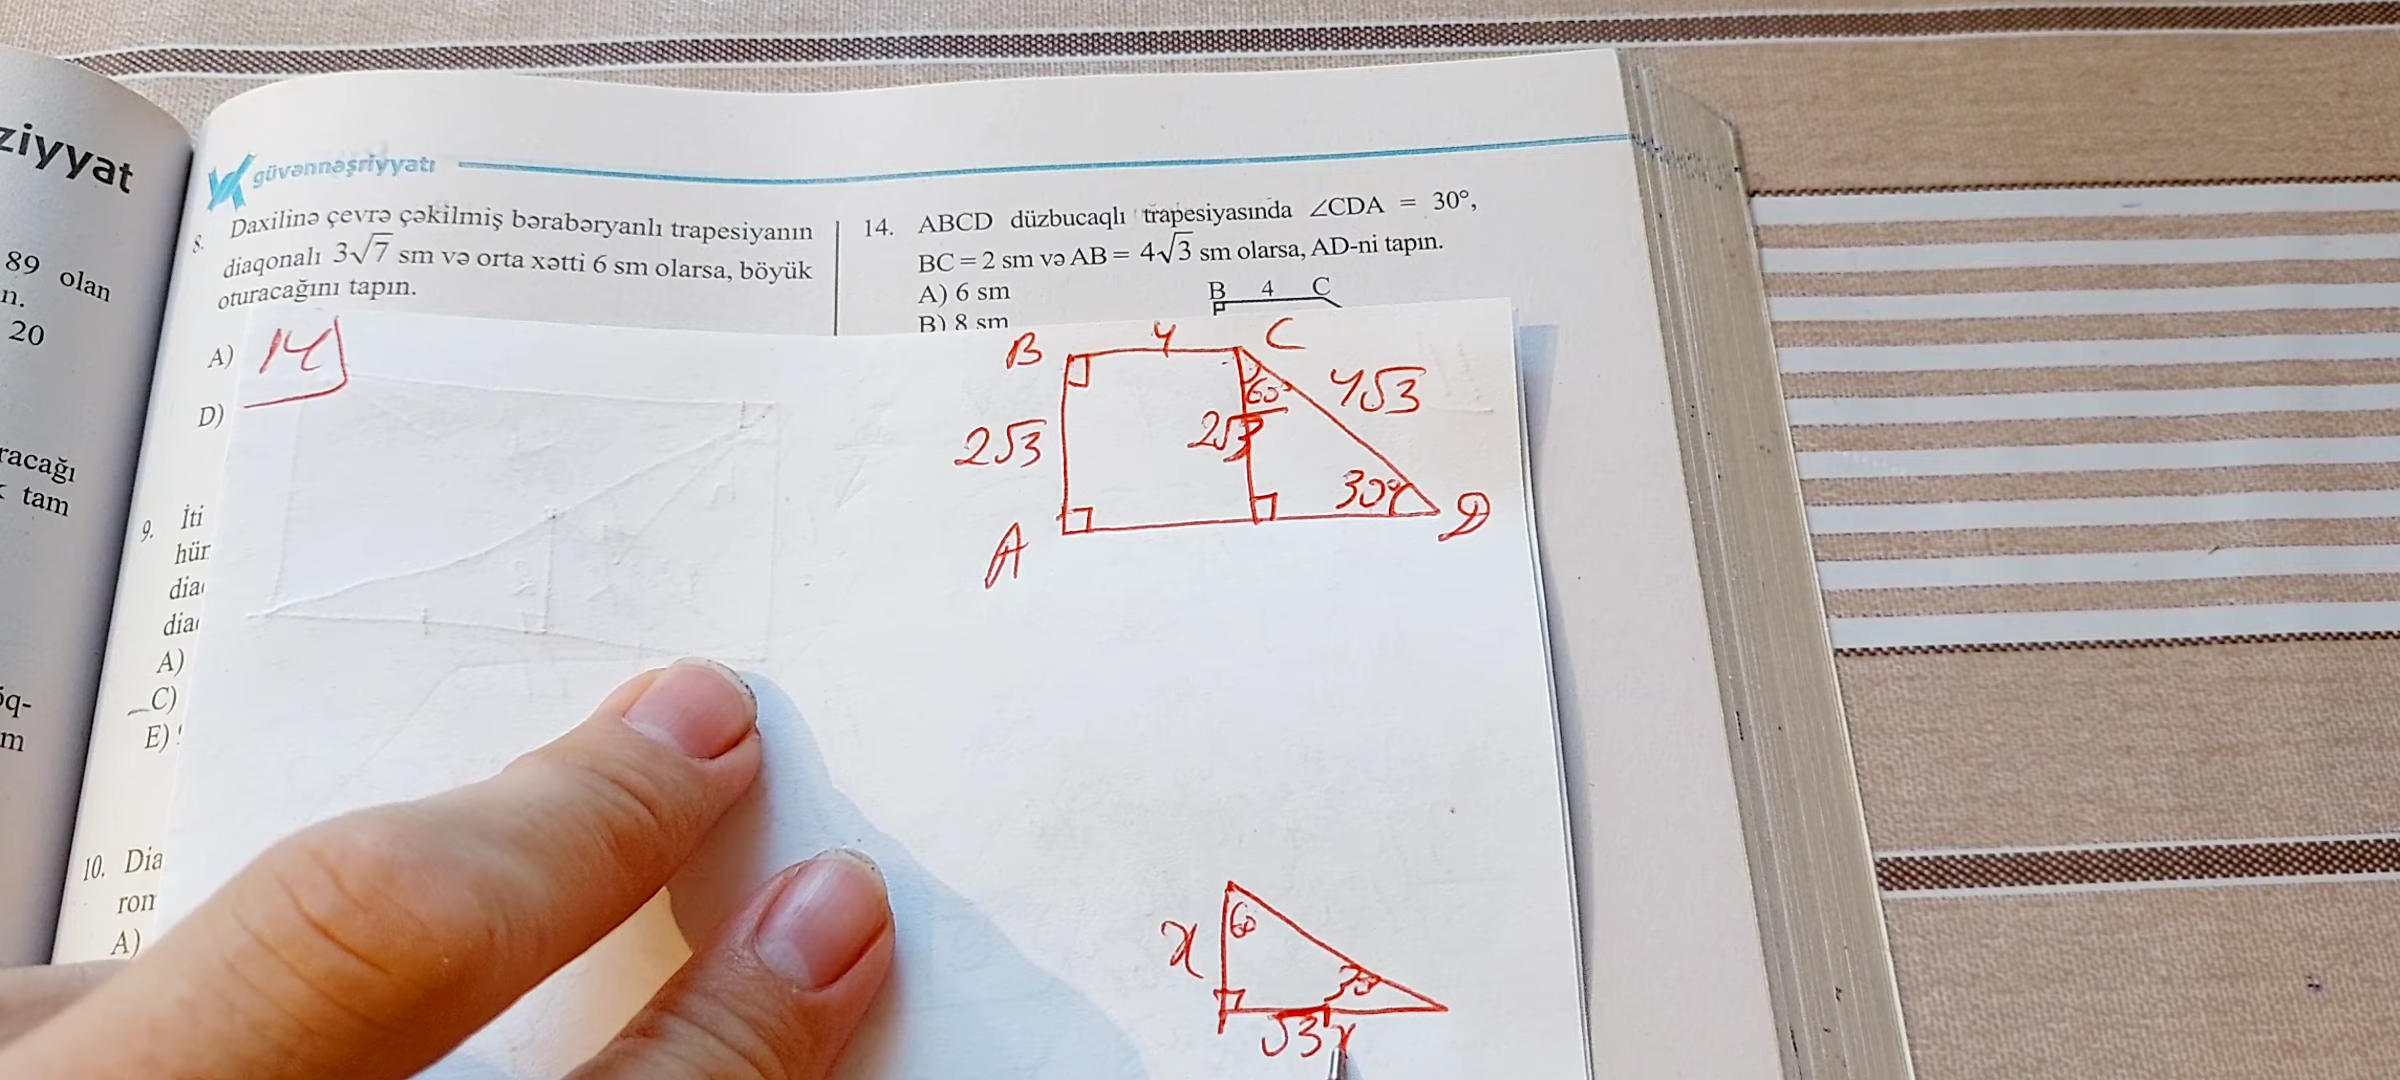 ziyyat
89 olan
n.
20
racağı
tam
öq-
m
güvənnəşriyyatı
8. Daxilinə çevrə çəkilmiş bərabəryanlı trapesiyanın
diaqonalı 3√7 sm və orta xətti 6 sm olarsa, böyük
oturacağını tapın.
A)
D)
9. İti
hür
dia
dia
A)
C)
E)
10. Dia
rom
A)
14. ABCD düzbucaqlı trapesiyasında ∠CDA = 30°,
BC = 2 sm və AB = 4√3 sm olarsa, AD-ni tapın.
A) 6 sm
B) 8 sm
B 4 C
14)
B 4 C
60°
4√3
2√3
2√3
30°
A
D
60
x
30
√3x